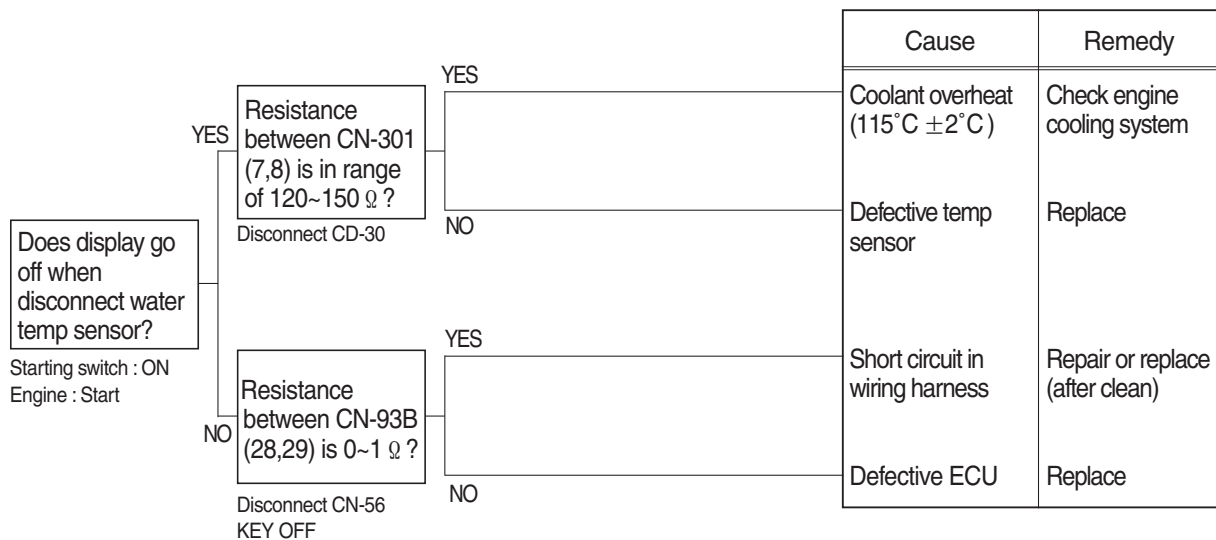 Does display go
off when
disconnect water
temp sensor?
Starting switch : ON
Engine : Start
YES
Resistance
between CN-301
(7,8) is in range
of 120~150 Ω ?
Disconnect CD-30
YES
NO
NO
Resistance
between CN-93B
(28,29) is 0~1 Ω ?
Disconnect CN-56
KEY OFF
YES
NO
Cause
Remedy
Coolant overheat
(115˚C ±2˚C)
Check engine
cooling system
Defective temp
sensor
Replace
Short circuit in
wiring harness
Repair or replace
(after clean)
Defective ECU
Replace